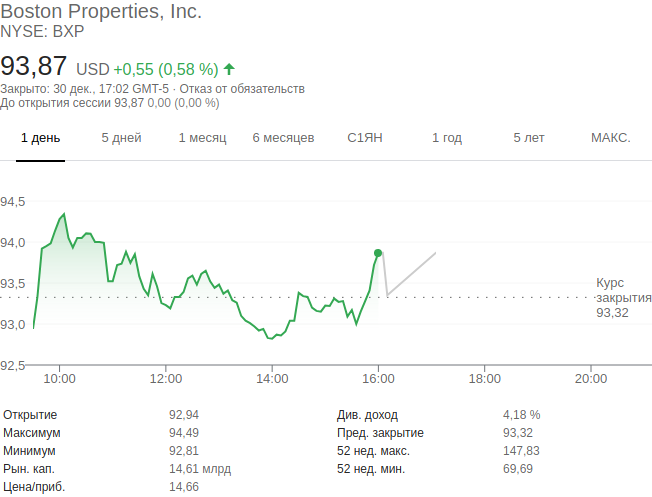 Boston Properties, Inc.
NYSE: BXP
93,87 USD +0,55 (0,58 %)
Закрыто: 30 дек., 17:02 GMT-5 · Отказ от обязательств
До открытия сессии 93,87 0,00 (0,00 %)
1 день 5 дней 1 месяц 6 месяцев С1ЯН 1 год 5 лет МАКС.
94,5
94,0
93,5
93,0
92,5
Курс
закрытия
93,32
10:00 12:00 14:00 16:00 18:00 20:00
Открытие 92,94 Див. доход 4,18 %
Максимум 94,49 Пред. закрытие 93,32
Минимум 92,81 52 нед. макс. 147,83
Рын. кап. 14,61 млрд 52 нед. мин. 69,69
Цена/приб. 14,66